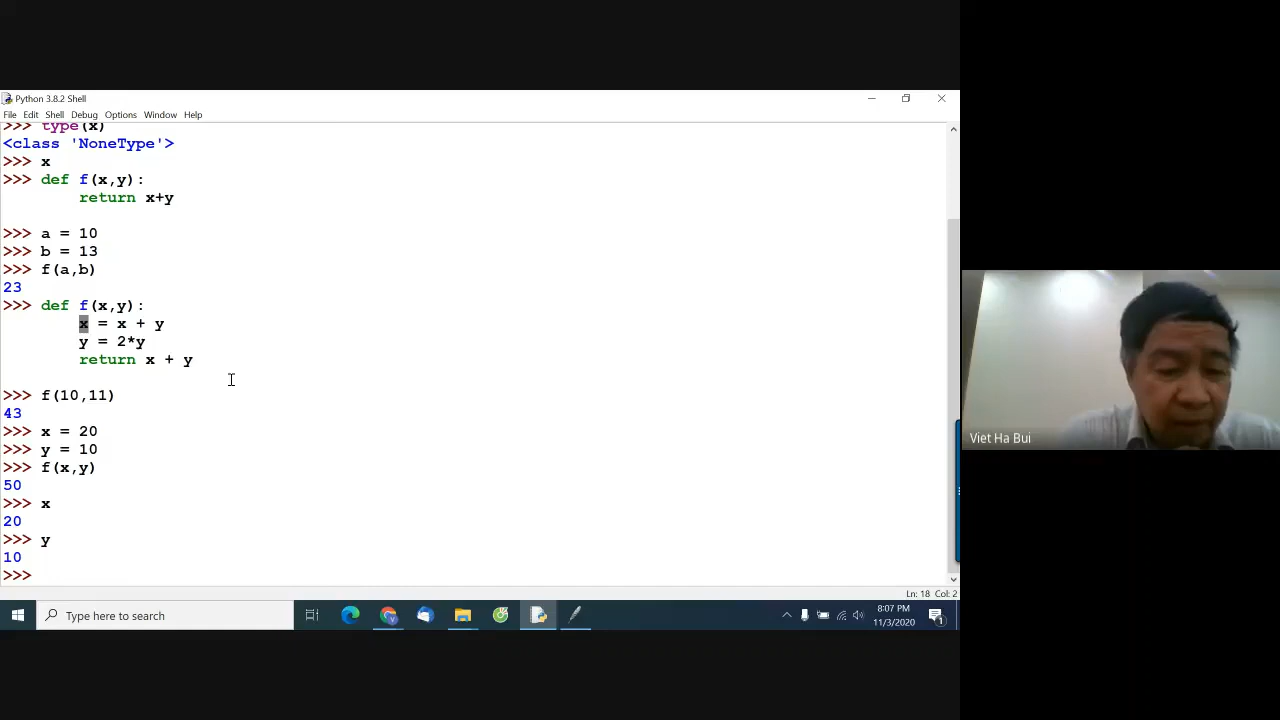 Python 3.8.2 Shell
File Edit Shell Debug Options Window Help
>>> type(x)
<class 'NoneType'>
>>> x
>>> def f(x,y):
        return x+y
>>> a = 10
>>> b = 13
>>> f(a,b)
23
>>> def f(x,y):
        x = x + y
        y = 2*y
        return x + y
>>> f(10,11)
43
>>> x = 20
>>> y = 10
>>> f(x,y)
50
>>> x
20
>>> y
10
>>>
Ln: 18 Col: 2
Type here to search
8:07 PM
11/3/2020
1
Viet Ha Bui